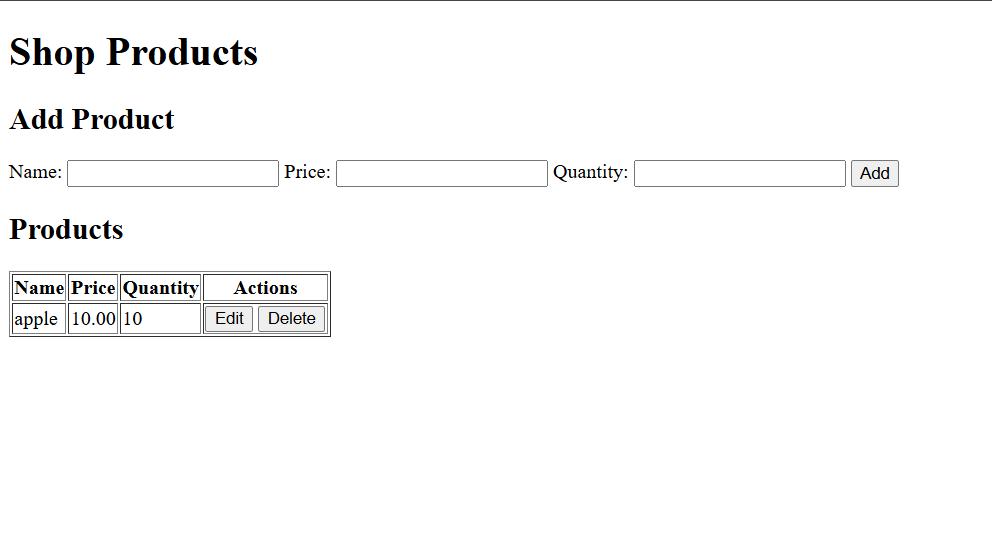 Shop Products
Add Product
Name: Price: Quantity: Add
Products
Name Price Quantity Actions
apple 10.00 10 Edit Delete